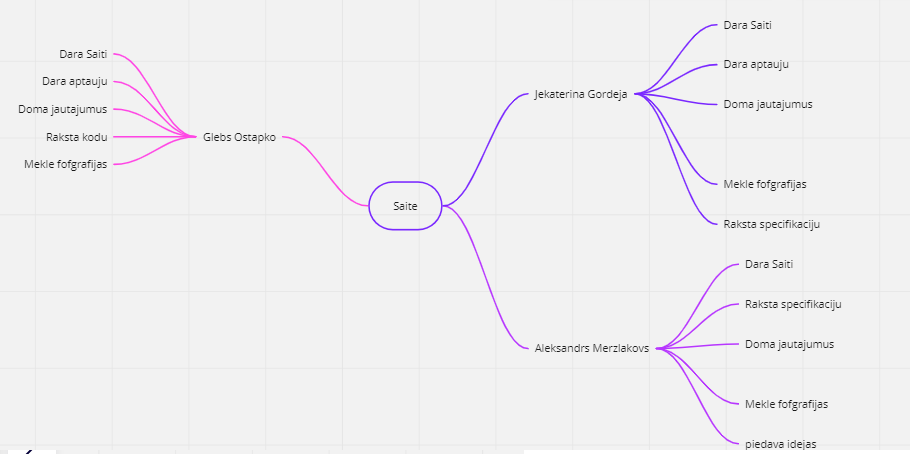 Dara Saiti
Dara aptauju
Doma jautajumus
Raksta kodu
Mekle fofgrafijas
Glebs Ostapko
Saite
Jekaterina Gordeja
Dara Saiti
Dara aptauju
Doma jautajumus
Mekle fofgrafijas
Raksta specifikaciju
Aleksandrs Merzlakovs
Dara Saiti
Raksta specifikaciju
Doma jautajumus
Mekle fofgrafijas
piedava idejas